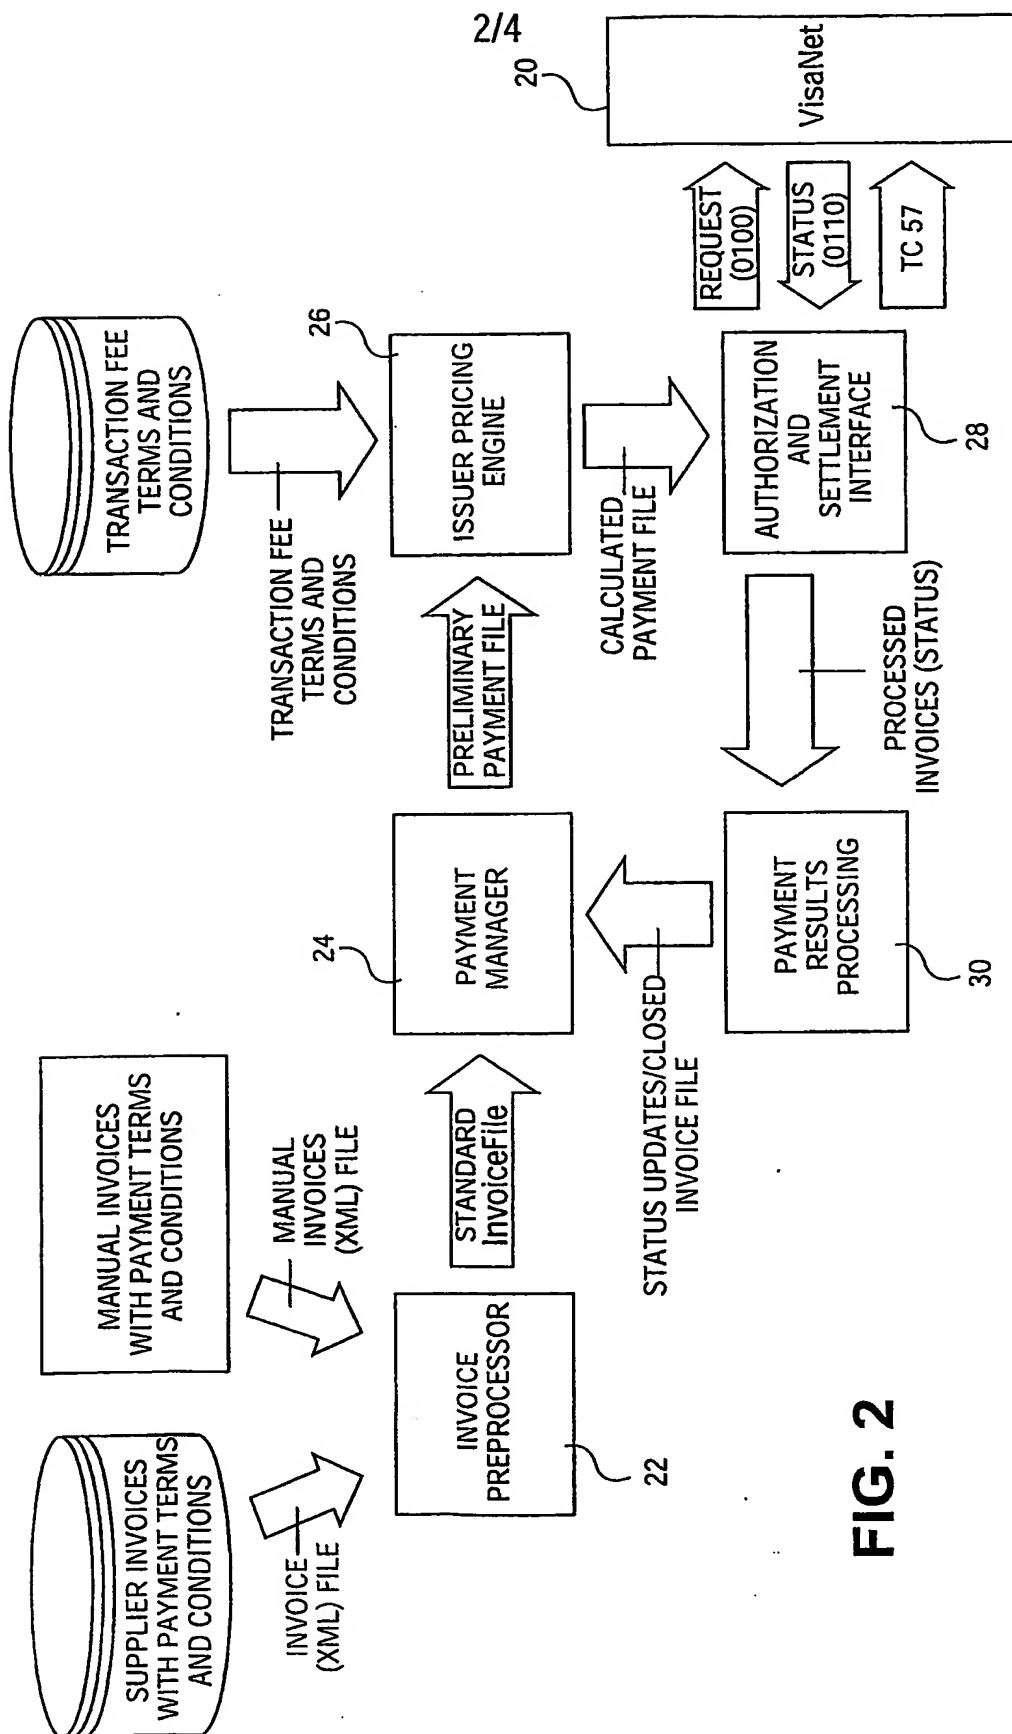 2/4
SUPPLIER INVOICES
WITH PAYMENT TERMS
AND CONDITIONS
MANUAL INVOICES
WITH PAYMENT TERMS
AND CONDITIONS
TRANSACTION FEE
TERMS AND
CONDITIONS
INVOICE
(XML) FILE
MANUAL
INVOICES
(XML) FILE
TRANSACTION FEE
TERMS AND
CONDITIONS
INVOICE
PREPROCESSOR
22
STANDARD
InvoiceFile
24
PAYMENT
MANAGER
PRELIMINARY
PAYMENT FILE
26
ISSUER PRICING
ENGINE
20
VisaNet
STATUS UPDATES/CLOSED
INVOICE FILE
CALCULATED
PAYMENT FILE
REQUEST
(0100)
STATUS
(0110)
TC 57
PAYMENT
RESULTS
PROCESSING
30
PROCESSED
INVOICES (STATUS)
AUTHORIZATION
AND
SETTLEMENT
INTERFACE
28
FIG. 2